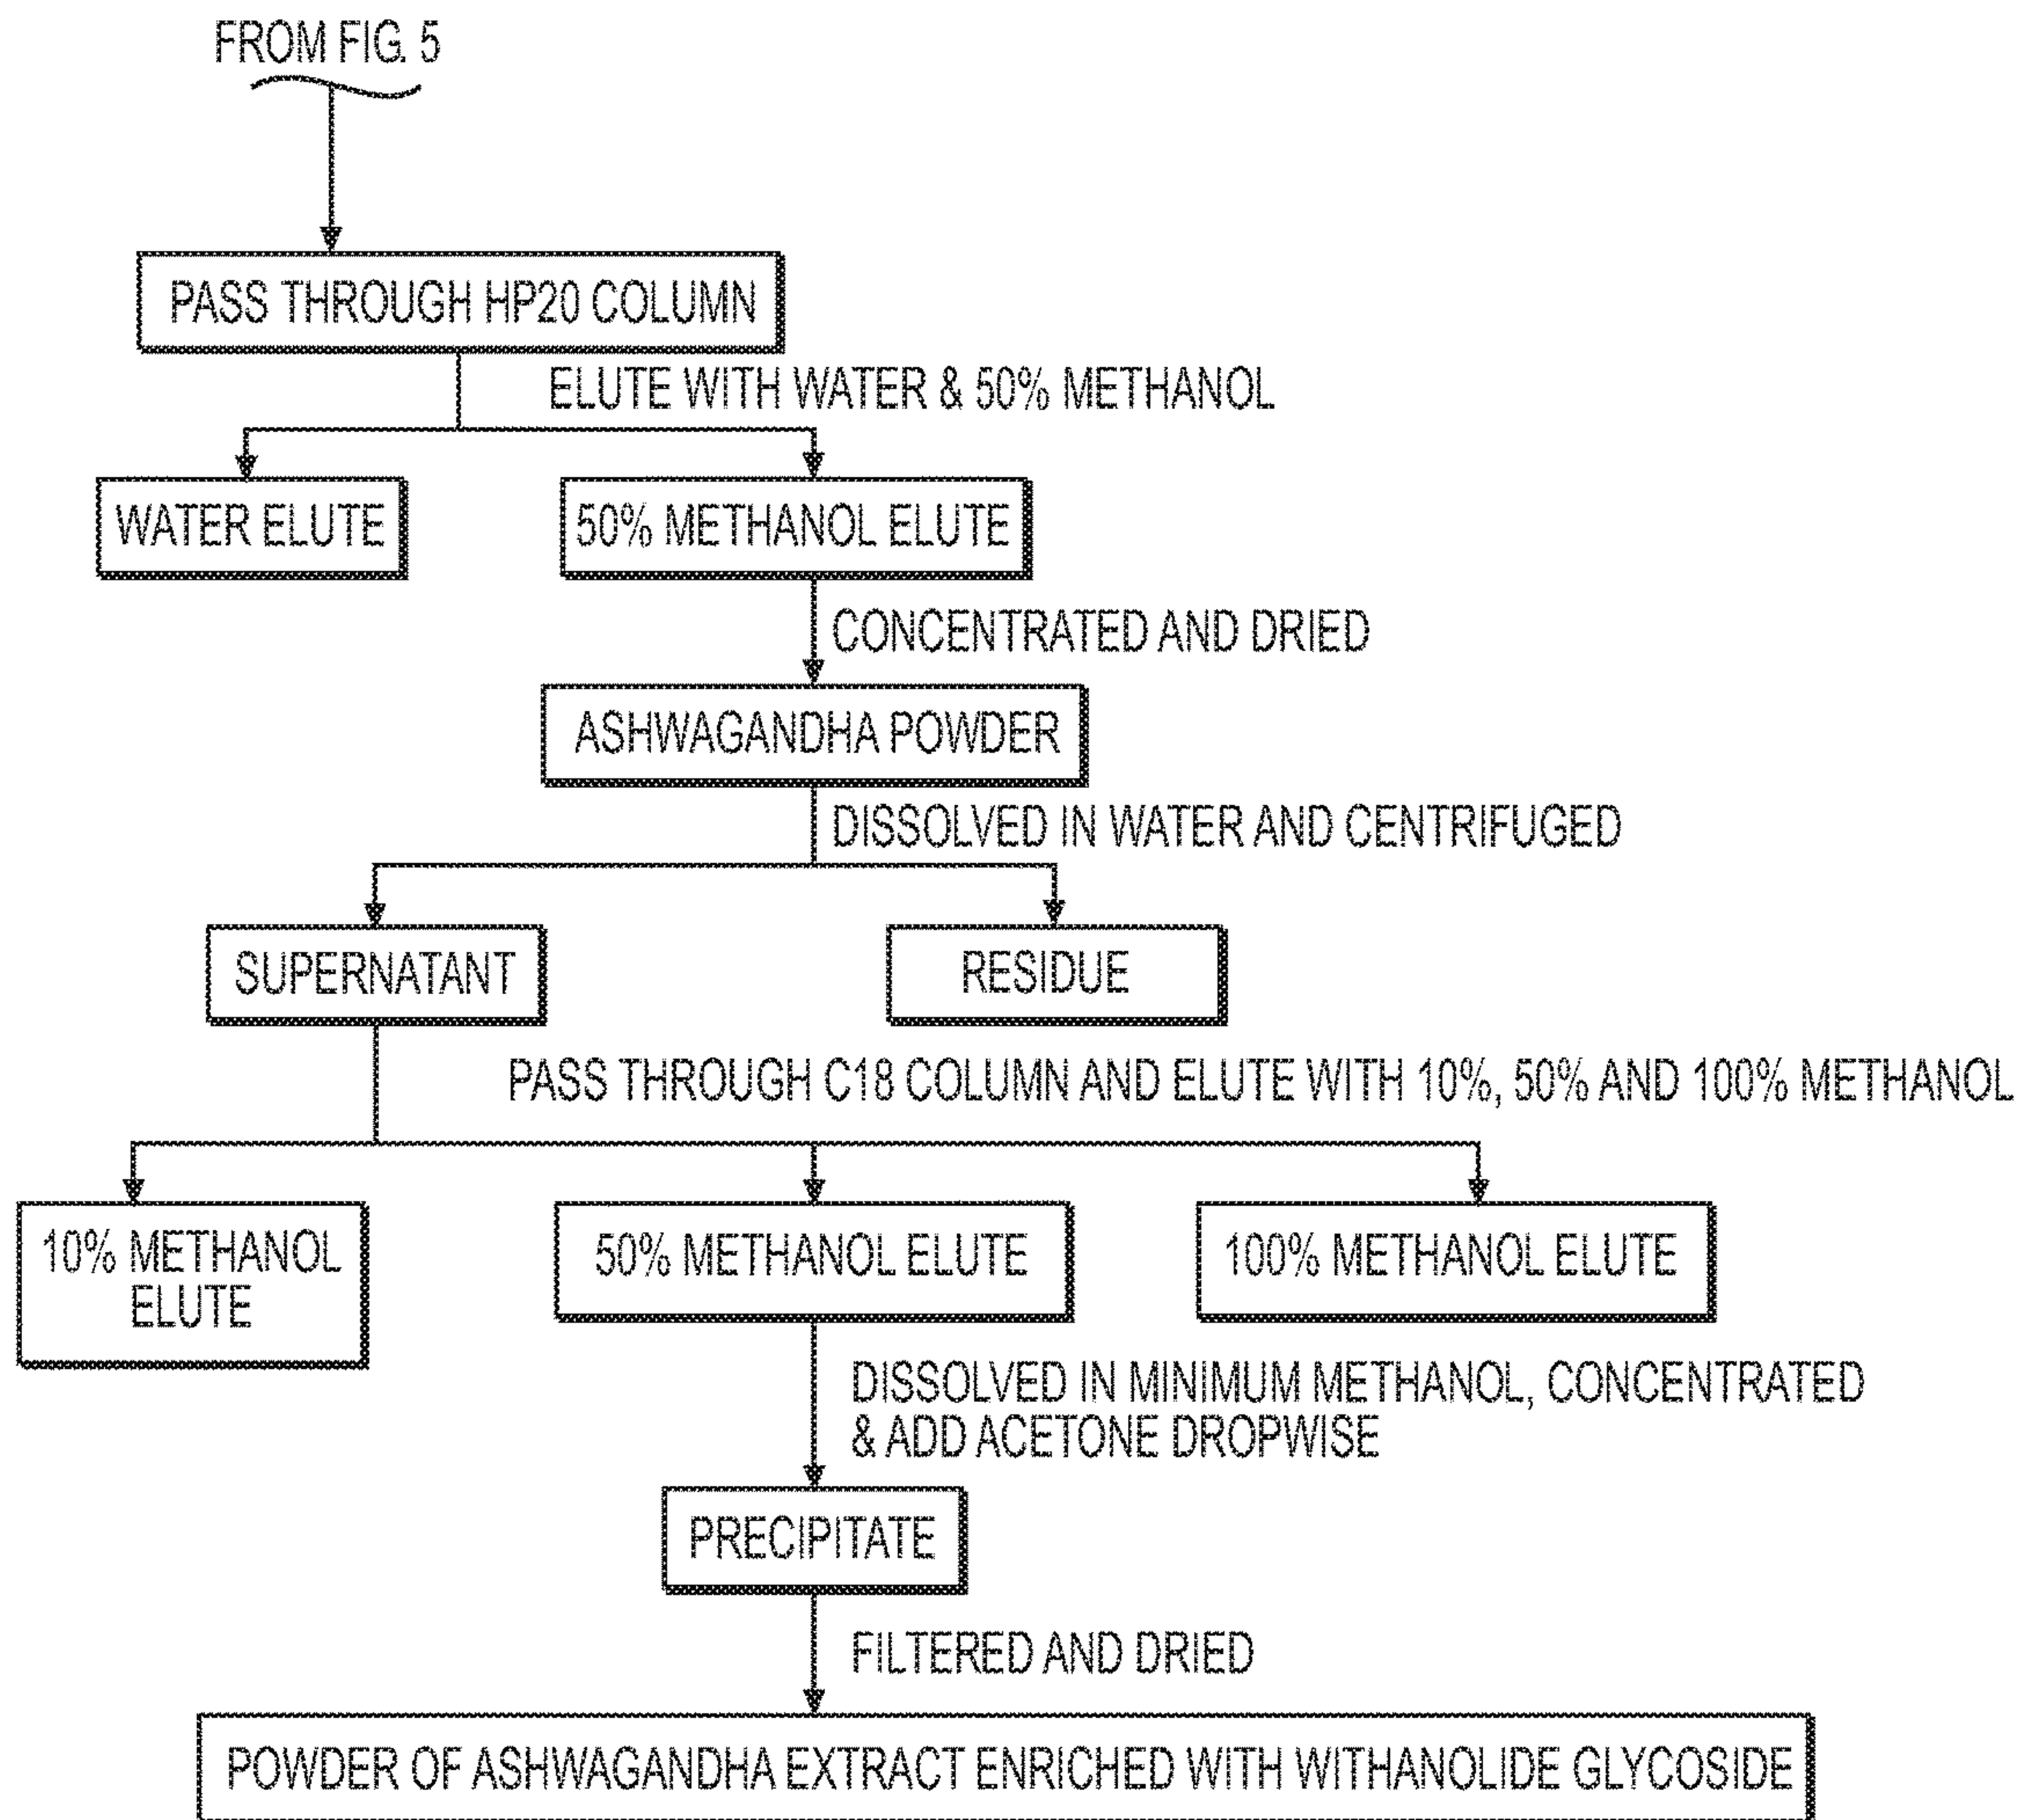 FROM FIG. 5
PASS THROUGH HP20 COLUMN
ELUTE WITH WATER & 50% METHANOL
WATER ELUTE
50% METHANOL ELUTE
CONCENTRATED AND DRIED
ASHWAGANDHA POWDER
DISSOLVED IN WATER AND CENTRIFUGED
SUPERNATANT
RESIDUE
PASS THROUGH C18 COLUMN AND ELUTE WITH 10%, 50% AND 100% METHANOL
10% METHANOL
ELUTE
50% METHANOL ELUTE
100% METHANOL ELUTE
DISSOLVED IN MINIMUM METHANOL, CONCENTRATED
& ADD ACETONE DROPWISE
PRECIPITATE
FILTERED AND DRIED
POWDER OF ASHWAGANDHA EXTRACT ENRICHED WITH WITHANOLIDE GLYCOSIDE